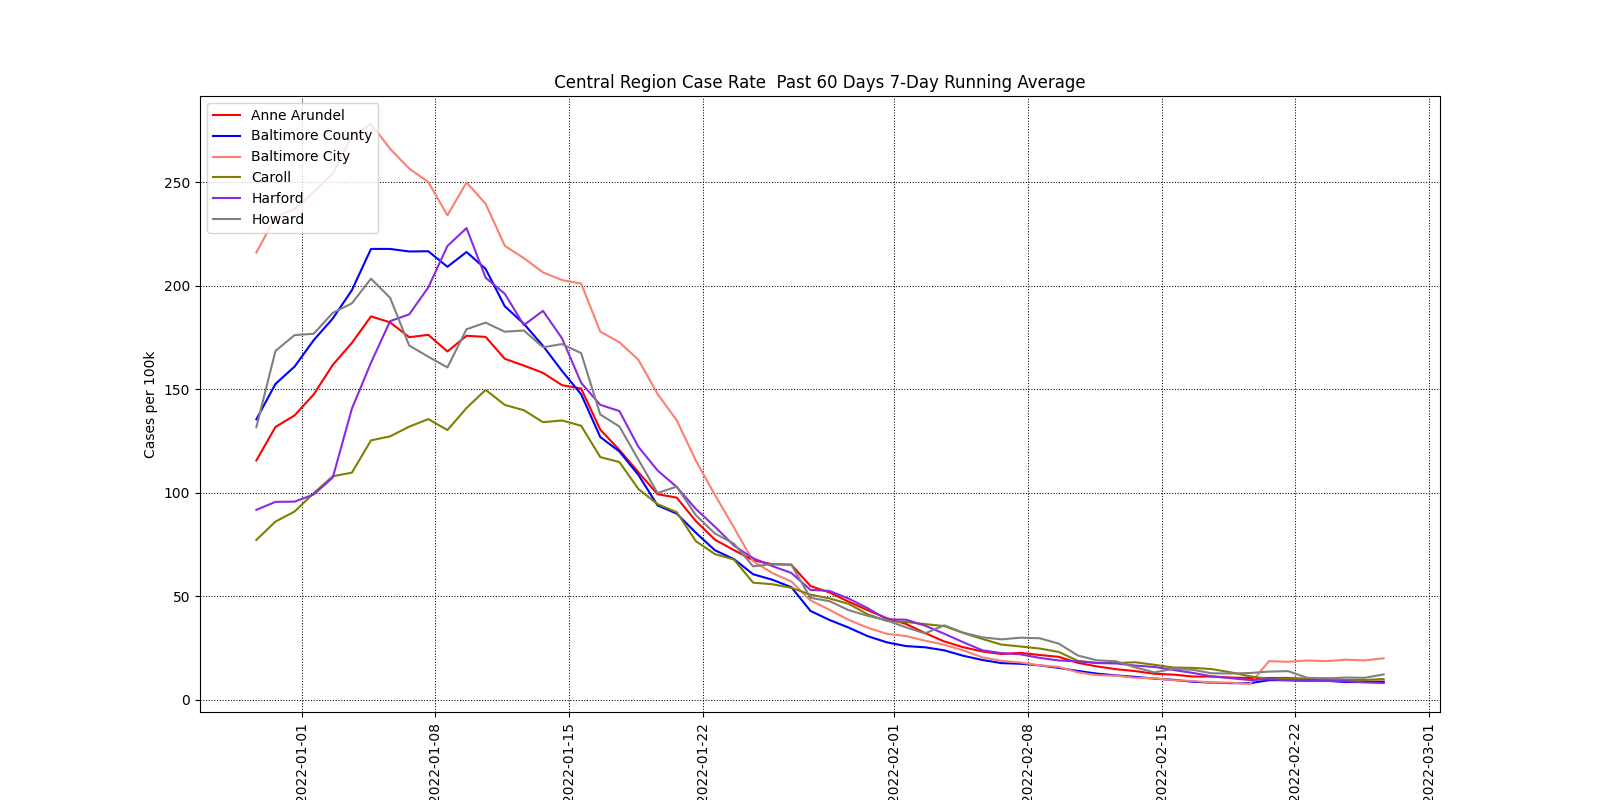 Central Region Case Rate  Past 60 Days 7-Day Running Average
Anne Arundel
Baltimore County
Baltimore City
Caroll
Harford
Howard
250
200
150
100
50
0
Cases per 100k
2022-01-01
2022-01-08
2022-01-15
2022-01-22
2022-02-01
2022-02-08
2022-02-15
2022-02-22
2022-03-01